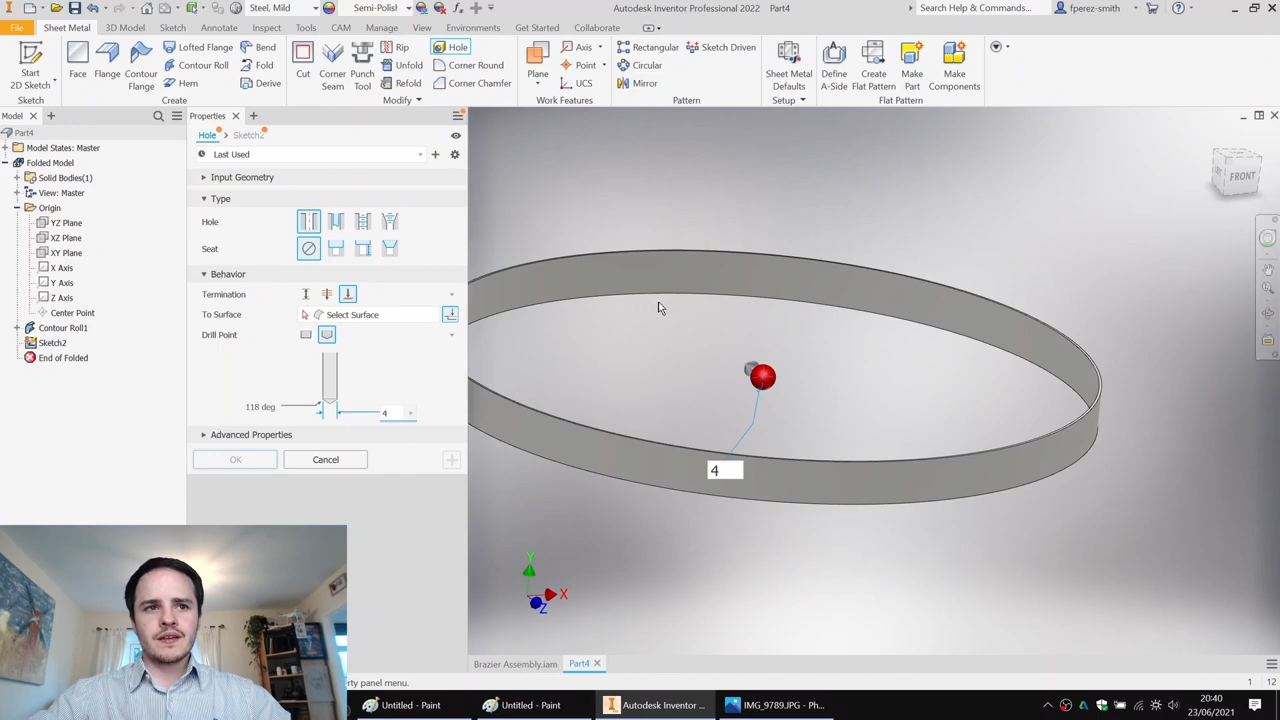 Steel, Mild
Semi-Polish
Autodesk Inventor Professional 2022 Part4
Search Help & Commands...
fperez-smith
File Sheet Metal 3D Model Sketch Annotate Inspect Tools CAM Manage View Environments Get Started Collaborate
Start
2D Sketch
Face Flange Contour
Flange
Lofted Flange
Contour Roll
Hem
Bend
Fold
Derive
Cut Corner
Seam
Punch
Tool
Rip
Unfold
Refold
Hole
Corner Round
Corner Chamfer
Plane
Axis
Point
UCS
Rectangular
Circular
Mirror
Sketch Driven
Sheet Metal
Defaults
Define
A-Side
Create
Flat Pattern
Make
Part
Make
Components
Sketch Create Modify Work Features Pattern Setup Flat Pattern
Model
Part4
Model States: Master
Folded Model
Solid Bodies(1)
View: Master
Origin
YZ Plane
XZ Plane
XY Plane
X Axis
Y Axis
Z Axis
Center Point
Contour Roll1
Sketch2
End of Folded
Properties
Hole > Sketch2
Last Used
Input Geometry
Type
Hole
Seat
Behavior
Termination
To Surface Select Surface
Drill Point
118 deg
4
Advanced Properties
OK Cancel
FRONT
4
Y
X
Z
Brazier Assembly.iam Part4
rty panel menu.
1 12
Untitled - Paint
Untitled - Paint
Autodesk Inventor ...
IMG_9789.JPG - Ph...
20:40
23/06/2021